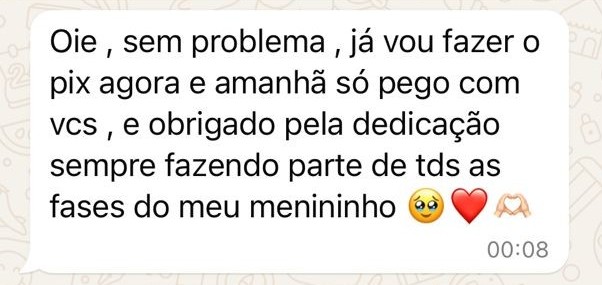 Oie , sem problema , já vou fazer o
pix agora e amanhã só pego com
vcs , e obrigado pela dedicação
sempre fazendo parte de tds as
fases do meu menininho 🥹❤️🫶🏻
00:08